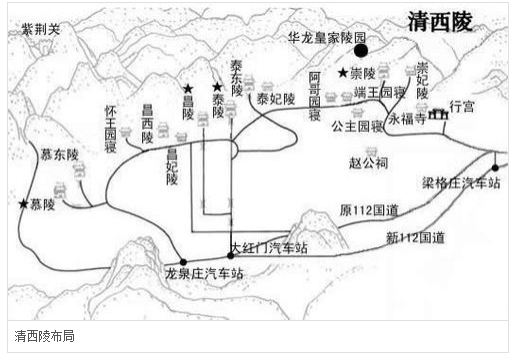 清西陵
紫荆关
华龙皇家陵园
崇陵
崇妃陵
泰东陵
泰陵
昌陵
泰妃陵
阿哥园寝
端王园寝
行宫
永福寺
公主园寝
怀王园寝
昌西陵
昌妃陵
慕东陵
赵公祠
梁格庄汽车站
慕陵
原112国道
新112国道
大红门汽车站
龙泉庄汽车站
清西陵布局